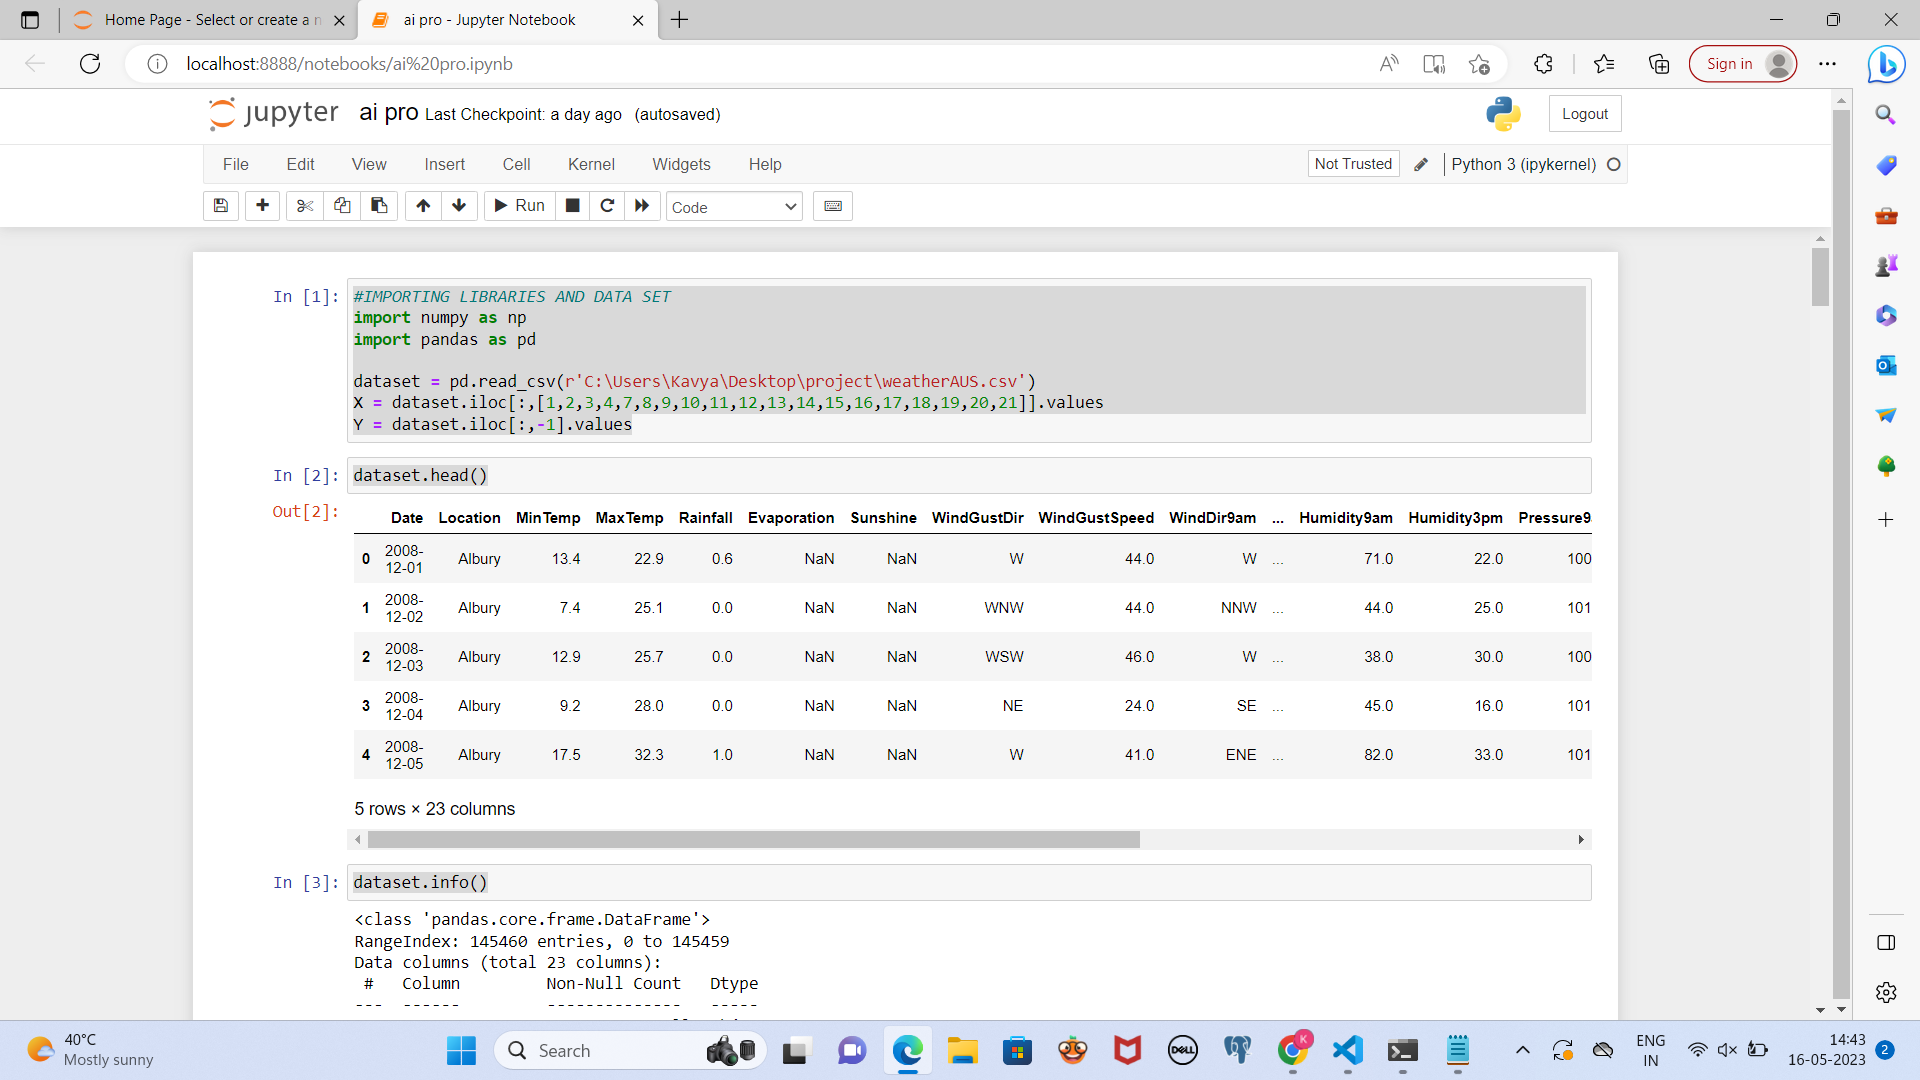 Home Page - Select or create a n
ai pro - Jupyter Notebook
localhost:8888/notebooks/ai%20pro.ipynb
Sign in
jupyter ai pro Last Checkpoint: a day ago (autosaved)
Logout
File Edit View Insert Cell Kernel Widgets Help
Not Trusted
Python 3 (ipykernel)
Run
Code
In [1]:
#IMPORTING LIBRARIES AND DATA SET
import numpy as np
import pandas as pd
dataset = pd.read_csv(r'C:\Users\Kavya\Desktop\project\weatherAUS.csv')
X = dataset.iloc[:,[1,2,3,4,7,8,9,10,11,12,13,14,15,16,17,18,19,20,21]].values
Y = dataset.iloc[:,-1].values
In [2]:
dataset.head()
Out[2]:
Date Location MinTemp MaxTemp Rainfall Evaporation Sunshine WindGustDir WindGustSpeed WindDir9am ... Humidity9am Humidity3pm Pressure9
0 2008-12-01 Albury 13.4 22.9 0.6 NaN NaN W 44.0 W ... 71.0 22.0 100
1 2008-12-02 Albury 7.4 25.1 0.0 NaN NaN WNW 44.0 NNW ... 44.0 25.0 101
2 2008-12-03 Albury 12.9 25.7 0.0 NaN NaN WSW 46.0 W ... 38.0 30.0 100
3 2008-12-04 Albury 9.2 28.0 0.0 NaN NaN NE 24.0 SE ... 45.0 16.0 101
4 2008-12-05 Albury 17.5 32.3 1.0 NaN NaN W 41.0 ENE ... 82.0 33.0 101
5 rows × 23 columns
In [3]:
dataset.info()
<class 'pandas.core.frame.DataFrame'>
RangeIndex: 145460 entries, 0 to 145459
Data columns (total 23 columns):
# Column Non-Null Count Dtype
--- ------ -------------- -----
40°C
Mostly sunny
Search
DELL
K
ENG
IN
14:43
16-05-2023
2